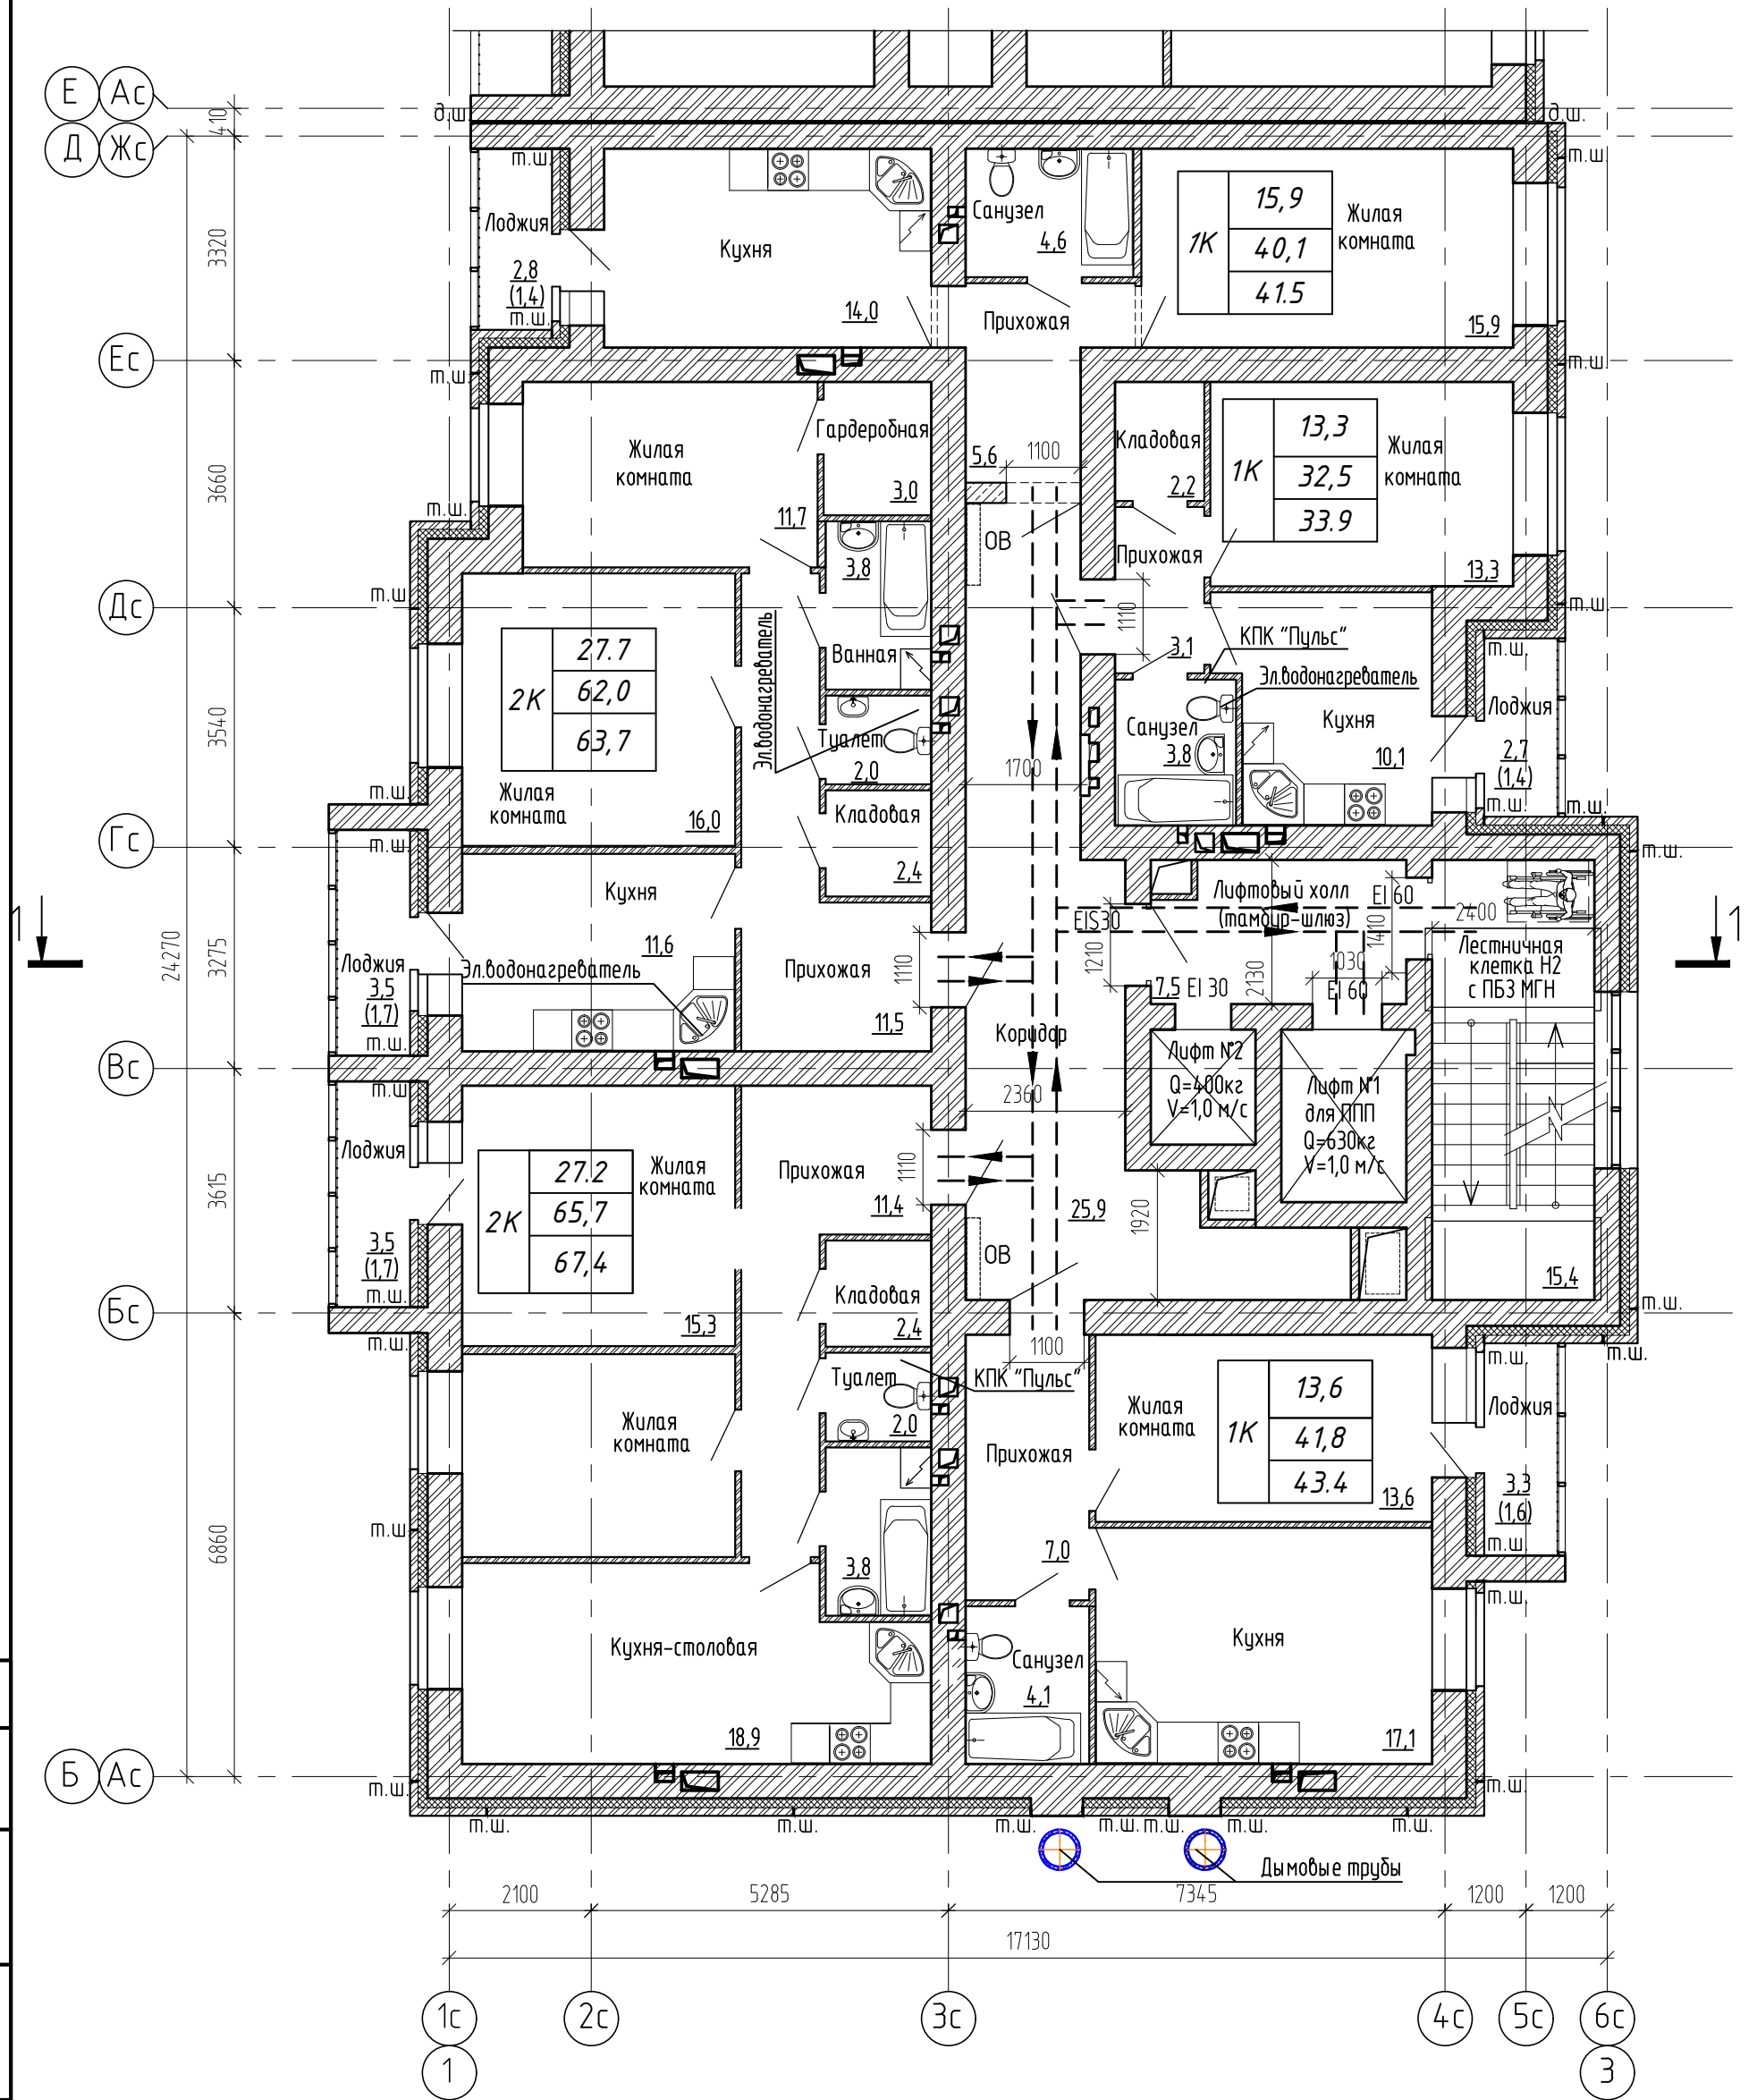 Е
Ас
Д
Жс
410
д.ш.
д.ш.
т.ш.
т.ш.
Лоджия
2,8
(1,4)
т.ш.
Кухня
14,0
Санузел
4,6
Прихожая
1К
15,9
40,1
41.5
Жилая
комната
15,9
3320
Ес
т.ш.
т.ш.
Жилая
комната
11,7
Гардеробная
3,0
5,6
1100
Кладовая
2,2
1К
13,3
32,5
33.9
Жилая
комната
13,3
3660
т.ш.
ОВ
3,8
Ванная
Прихожая
3,1
1110
Дс
т.ш.
т.ш.
КПК "Пульс"
Эл.водонагреватель
Эл.водонагреватель
т.ш.
Лоджия
2,7
(1,4)
т.ш.
т.ш.
2К
27.7
62,0
63,7
Жилая
комната
16,0
Туалет
2,0
1700
Санузел
3,8
Кухня
10,1
3540
т.ш.
Гс
т.ш.
Кладовая
2,4
т.ш.
Кухня
11,6
Эл.водонагреватель
Лоджия
3,5
(1,7)
т.ш.
Прихожая
11,5
1110
EIS30
1210
Лифтовый холл
(тамбур-шлюз)
EI 60
1410
2400
7,5
EI 30
2130
1030
EI 60
Лестничная
клетка Н2
с ПБЗ МГН
1
1
24270
3275
Коридор
Вс
2360
Лифт №2
Q=400кг
V=1,0 м/с
Лифт №1
для ППП
Q=630кг
V=1,0 м/с
т.ш.
Лоджия
3,5
(1,7)
т.ш.
2К
27.2
65,7
67,4
Жилая
комната
15,3
Прихожая
11,4
1110
25,9
1920
ОВ
15,4
3615
Кладовая
2,4
Бс
т.ш.
т.ш.
т.ш.
1100
КПК "Пульс"
Туалет
2,0
Жилая
комната
Прихожая
7,0
Жилая
комната
1К
13,6
41,8
43.4
13,6
т.ш.
Лоджия
3,3
(1,6)
т.ш.
т.ш.
6860
т.ш.
3,8
Кухня-столовая
18,9
Санузел
4,1
Кухня
17,1
Б
Ас
т.ш.
т.ш.
т.ш.
т.ш.
т.ш.
т.ш.
т.ш.
т.ш.
т.ш.
Дымовые трубы
2100
5285
7345
1200
1200
17130
1с
2с
3с
4с
5с
6с
1
3